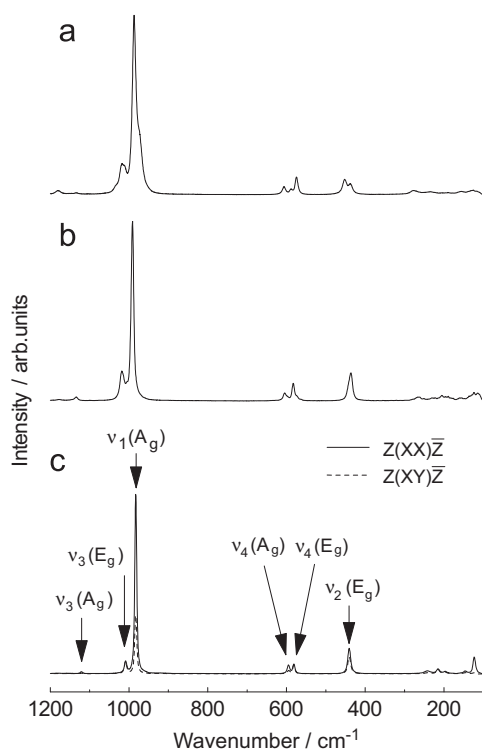 a
b
c
Intensity / arb.units
ν1(Ag)
Z(XX)Z̅
Z(XY)Z̅
ν3(Eg)
ν3(Ag)
ν4(Ag)
ν4(Eg)
ν2(Eg)
1200 1000 800 600 400 200
Wavenumber / cm-1